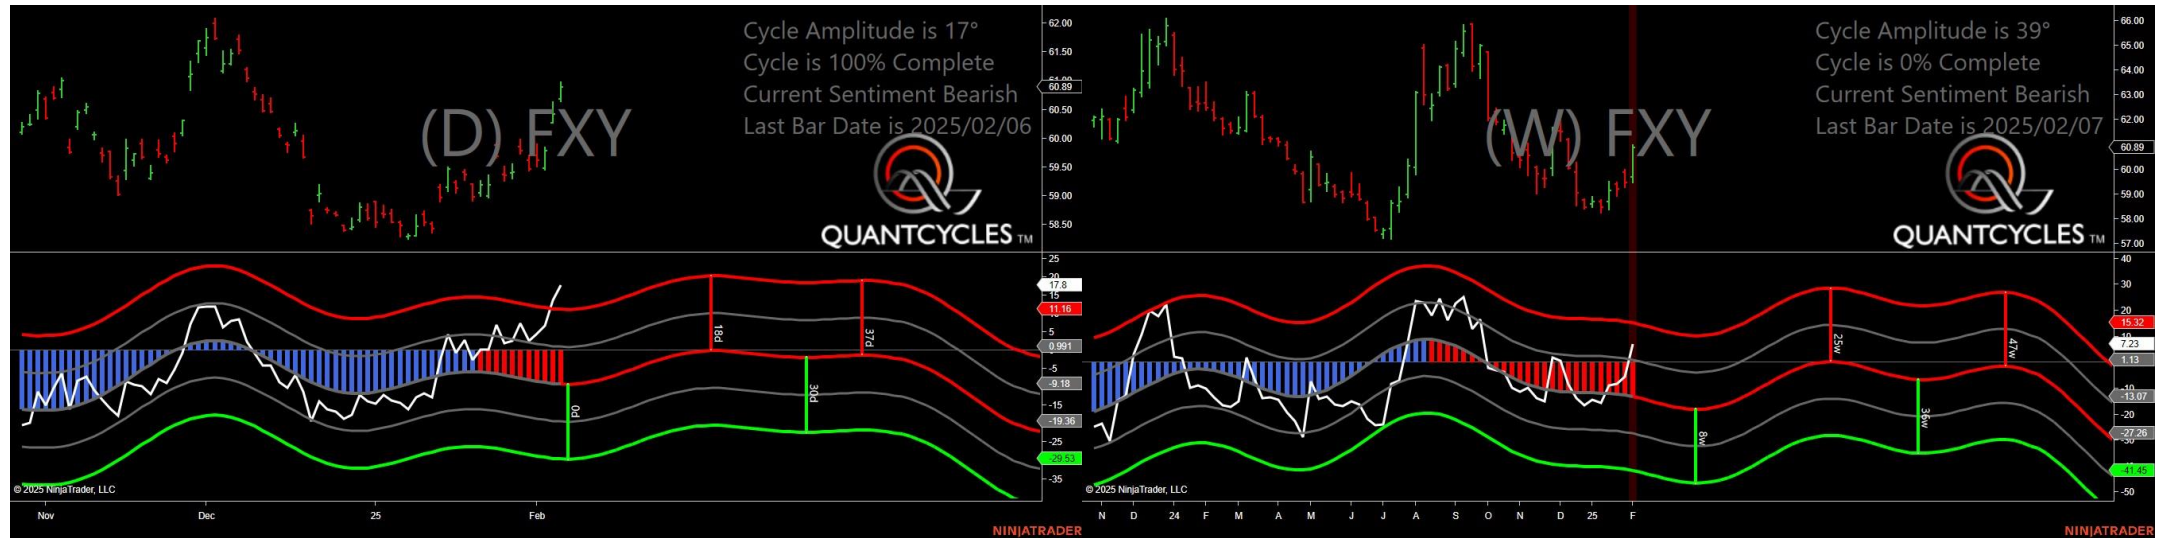 Cycle Amplitude is 17°
Cycle is 100% Complete
Current Sentiment Bearish
Last Bar Date is 2025/02/06
(D) FXY
QUANTCYCLES TM
62.00
61.50
61.00
60.89
60.50
60.00
59.50
59.00
58.50
25
20
17.8
15
11.16
5
0.991
-5
-9.18
-15
-19.36
-25
-29.53
-35
18d
37d
0d
30d
© 2025 NinjaTrader, LLC
Nov
Dec
25
Feb
NINJATRADER
Cycle Amplitude is 39°
Cycle is 0% Complete
Current Sentiment Bearish
Last Bar Date is 2025/02/07
(W) FXY
QUANTCYCLES TM
66.00
65.00
64.00
63.00
62.00
60.89
60.00
59.00
58.00
57.00
40
30
20
15.32
7.23
1.13
-10
-13.07
-20
-27.26
-30
-41.45
-50
25w
47w
8w
36w
© 2025 NinjaTrader, LLC
N D 24 F M A M J J A S O N D 25 F
NINJATRADER